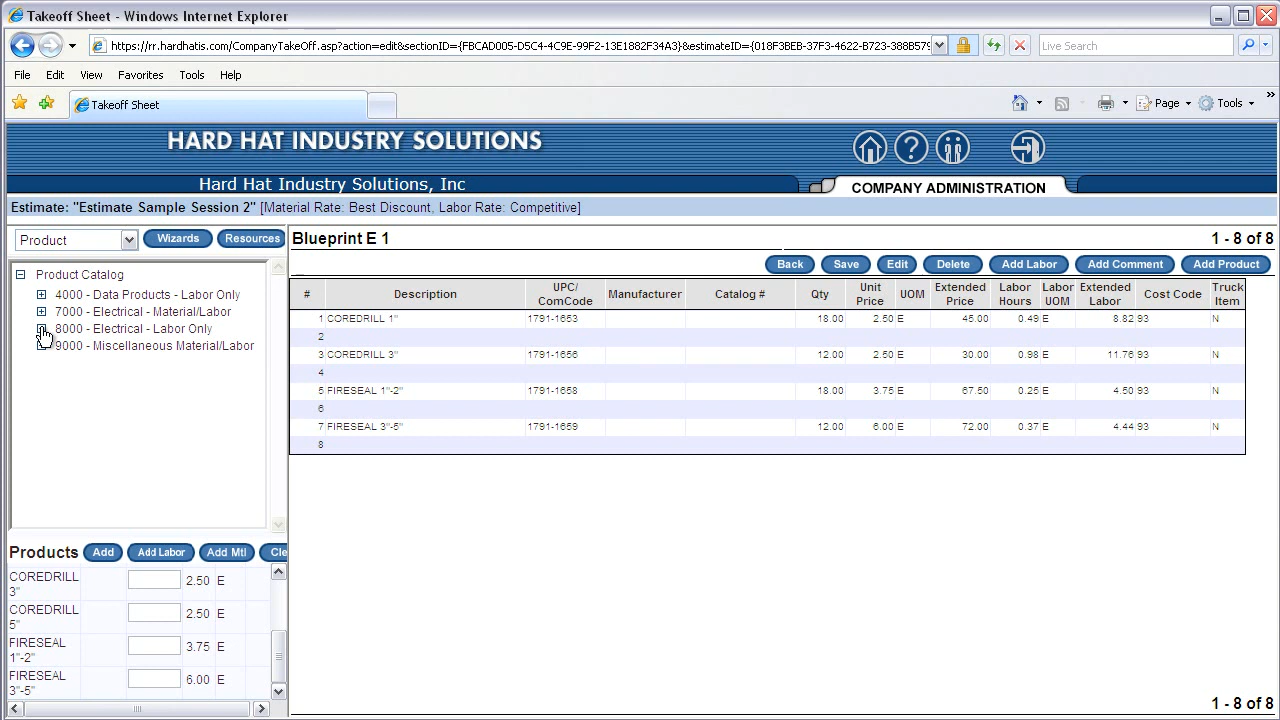 Takeoff Sheet - Windows Internet Explorer
https://rr.hardhatis.com/CompanyTakeOff.asp?action=edit&sectionID={FBCAD005-D5C4-4C9E-99F2-13E1882F34A3}&estimateID={018F3BEB-37F3-4622-B723-388B579
Live Search
File Edit View Favorites Tools Help
Takeoff Sheet
Page Tools
HARD HAT INDUSTRY SOLUTIONS
Hard Hat Industry Solutions, Inc
COMPANY ADMINISTRATION
Estimate: "Estimate Sample Session 2" [Material Rate: Best Discount, Labor Rate: Competitive]
Product Wizards Resources
Product Catalog
4000 - Data Products - Labor Only
7000 - Electrical - Material/Labor
8000 - Electrical - Labor Only
9000 - Miscellaneous Material/Labor
Products Add Add Labor Add Mtl Cle
COREDRILL 3" 2.50 E
COREDRILL 5" 2.50 E
FIRESEAL 1"-2" 3.75 E
FIRESEAL 3"-5" 6.00 E
Blueprint E 1 1 - 8 of 8
Back Save Edit Delete Add Labor Add Comment Add Product
# Description UPC/ ComCode Manufacturer Catalog # Qty Unit Price UOM Extended Price Labor Hours Labor UOM Extended Labor Cost Code Truck Item
1 COREDRILL 1" 1791-1653 18.00 2.50 E 45.00 0.49 E 8.82 93 N
2
3 COREDRILL 3" 1791-1656 12.00 2.50 E 30.00 0.98 E 11.76 93 N
4
5 FIRESEAL 1"-2" 1791-1658 18.00 3.75 E 67.50 0.25 E 4.50 93 N
6
7 FIRESEAL 3"-5" 1791-1659 12.00 6.00 E 72.00 0.37 E 4.44 93 N
8
1 - 8 of 8